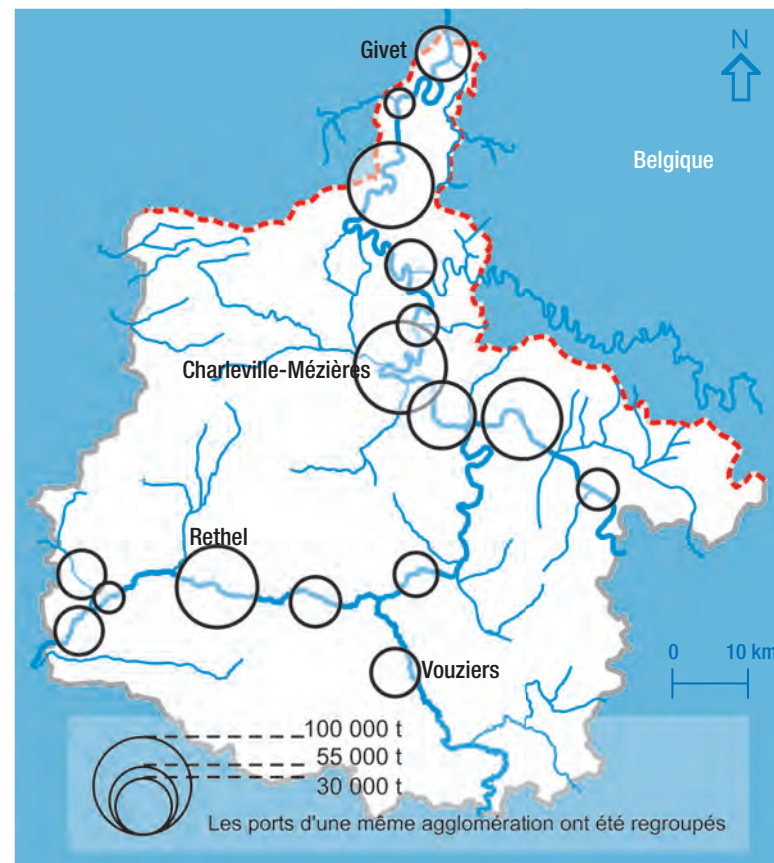 Givet
N
Belgique
Charleville-Mézières
Rethel
Vouziers
0 10 km
100 000 t
55 000 t
30 000 t
Les ports d'une même agglomération ont été regroupés